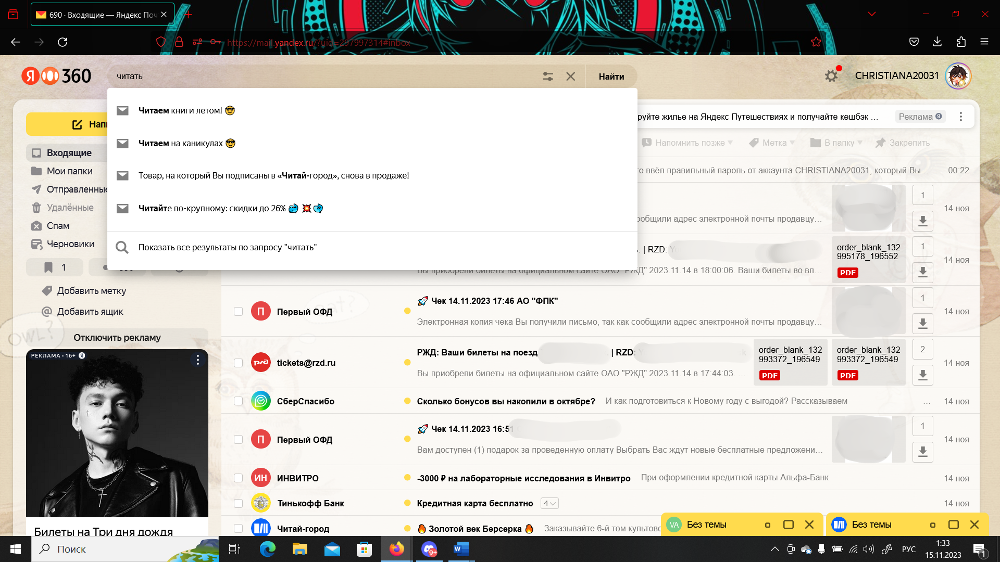 690 · Входящие — Яндекс Поч
https://mail.yandex.ru/?uid=297997314#inbox
Я 360
читать
Найти
CHRISTIANA20031
Читаем книги летом! 😎
Читаем на каникулах 😎
Товар, на который Вы подписаны в «Читай-город», снова в продаже!
Читайте по-крупному: скидки до 26%
Показать все результаты по запросу "читать"
Напи
Входящие
Мои папки
Отправленные
Удалённые
Спам
Черновики
1
Добавить метку
Добавить ящик
OWL?
Отключить рекламу
РЕКЛАМА • 16+
Билеты на Три дня дождя
руйте жилье на Яндекс Путешествиях и получайте кешбэк ...
Реклама
Напомнить позже
Метка
В папку
Закрепить
о ввёл правильный пароль от аккаунта CHRISTIANA20031, который Вы ... 00:22
сообщили адрес электронной почты продавцу... 1 14 ноя
. | RZD:
order_blank_132
995178_196552
PDF
1
14 ноя
Вы приобрели билеты на официальном сайте ОАО "РЖД" 2023.11.14 в 18:00:06. Ваши билеты во вл...
П Первый ОФД
🚀 Чек 14.11.2023 17:46 АО "ФПК"
Электронная копия чека Вы получили письмо, так как сообщили адрес электронной почты продавцу...
1
14 ноя
ржд tickets@rzd.ru
РЖД: Ваши билеты на поезд | RZD:
Вы приобрели билеты на официальном сайте ОАО "РЖД" 2023.11.14 в 17:44:03. ...
order_blank_132
993372_196549
PDF
order_blank_132
993372_196549
PDF
2
14 ноя
СберСпасибо
Сколько бонусов вы накопили в октябре? И как подготовиться к Новому году с выгодой? Рассказываем ... 14 ноя
П Первый ОФД
🚀 Чек 14.11.2023 16:51
Вам доступен (1) подарок за проведенную оплату Выбрать Вас ждут новые бесплатные предложени...
1
14 ноя
ИН ИНВИТРО
-3000 ₽ на лабораторные исследования в Инвитро При оформлении кредитной карты Альфа-Банк 14 ноя
Тинькофф Банк
Кредитная карта бесплатно 4 14 ноя
Читай-город
🔥 Золотой век Берсерка 🔥 Заказывайте 6-й том культово
VA Без темы
Без темы
Поиск
9+
РУС
1:33
15.11.2023
1